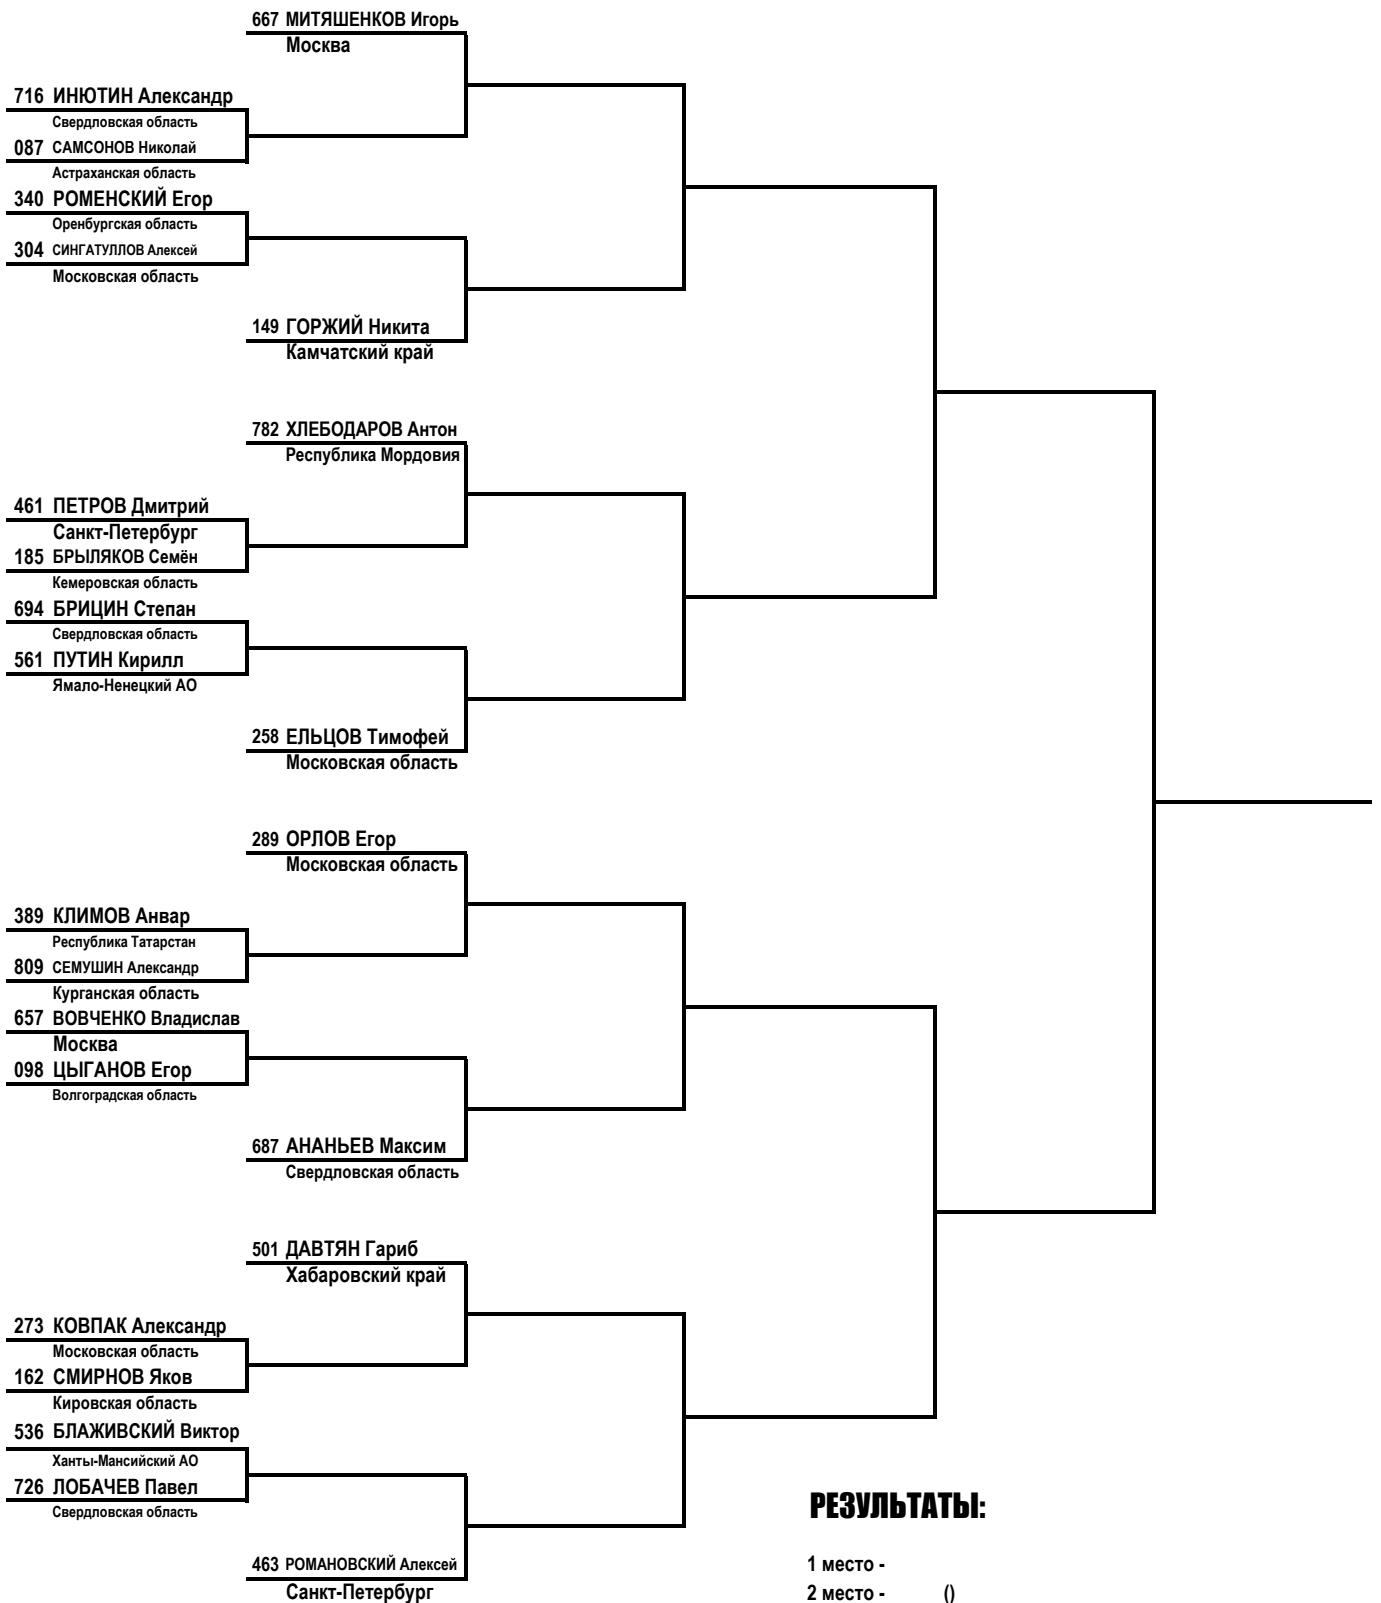 667 МИТЯШЕНКОВ Игорь
Москва
716 ИНЮТИН Александр
Свердловская область
087 САМСОНОВ Николай
Астраханская область
340 РОМЕНСКИЙ Егор
Оренбургская область
304 СИНГАТУЛЛОВ Алексей
Московская область
149 ГОРЖИЙ Никита
Камчатский край
782 ХЛЕБОДАРОВ Антон
Республика Мордовия
461 ПЕТРОВ Дмитрий
Санкт-Петербург
185 БРЫЛЯКОВ Семён
Кемеровская область
694 БРИЦИН Степан
Свердловская область
561 ПУТИН Кирилл
Ямало-Ненецкий АО
258 ЕЛЬЦОВ Тимофей
Московская область
289 ОРЛОВ Егор
Московская область
389 КЛИМОВ Анвар
Республика Татарстан
809 СЕМУШИН Александр
Курганская область
657 ВОВЧЕНКО Владислав
Москва
098 ЦЫГАНОВ Егор
Волгоградская область
687 АНАНЬЕВ Максим
Свердловская область
501 ДАВТЯН Гариб
Хабаровский край
273 КОВПАК Александр
Московская область
162 СМИРНОВ Яков
Кировская область
536 БЛАЖИВСКИЙ Виктор
Ханты-Мансийский АО
726 ЛОБАЧЕВ Павел
Свердловская область
463 РОМАНОВСКИЙ Алексей
Санкт-Петербург
РЕЗУЛЬТАТЫ:
1 место -
2 место - ()